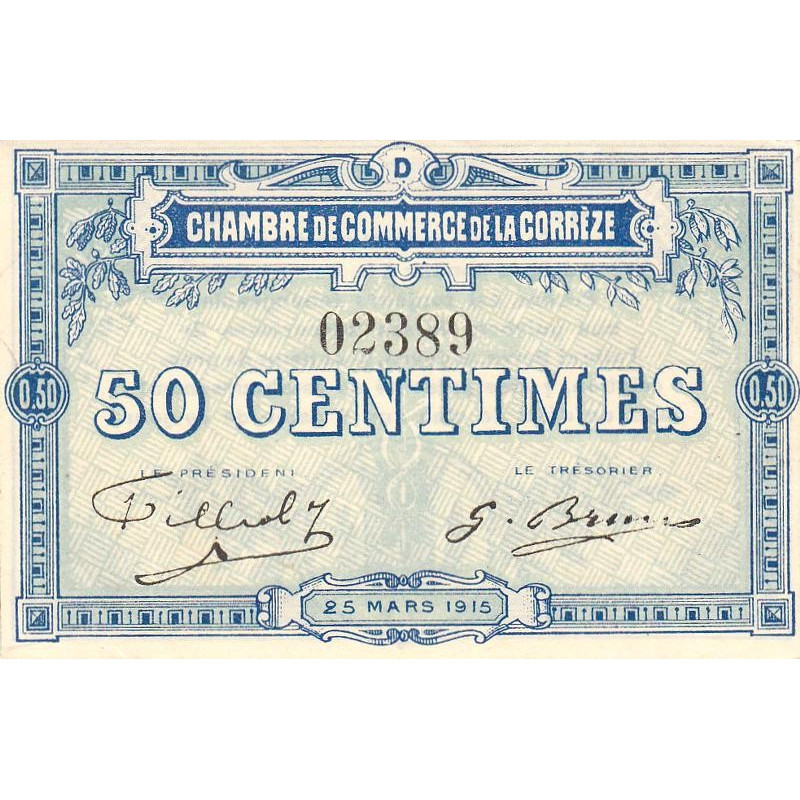 D
CHAMBRE DE COMMERCE DE LA CORRÈZE
02389
0.50 50 CENTIMES 0.50
LE PRÉSIDENT LE TRÉSORIER
25 MARS 1915